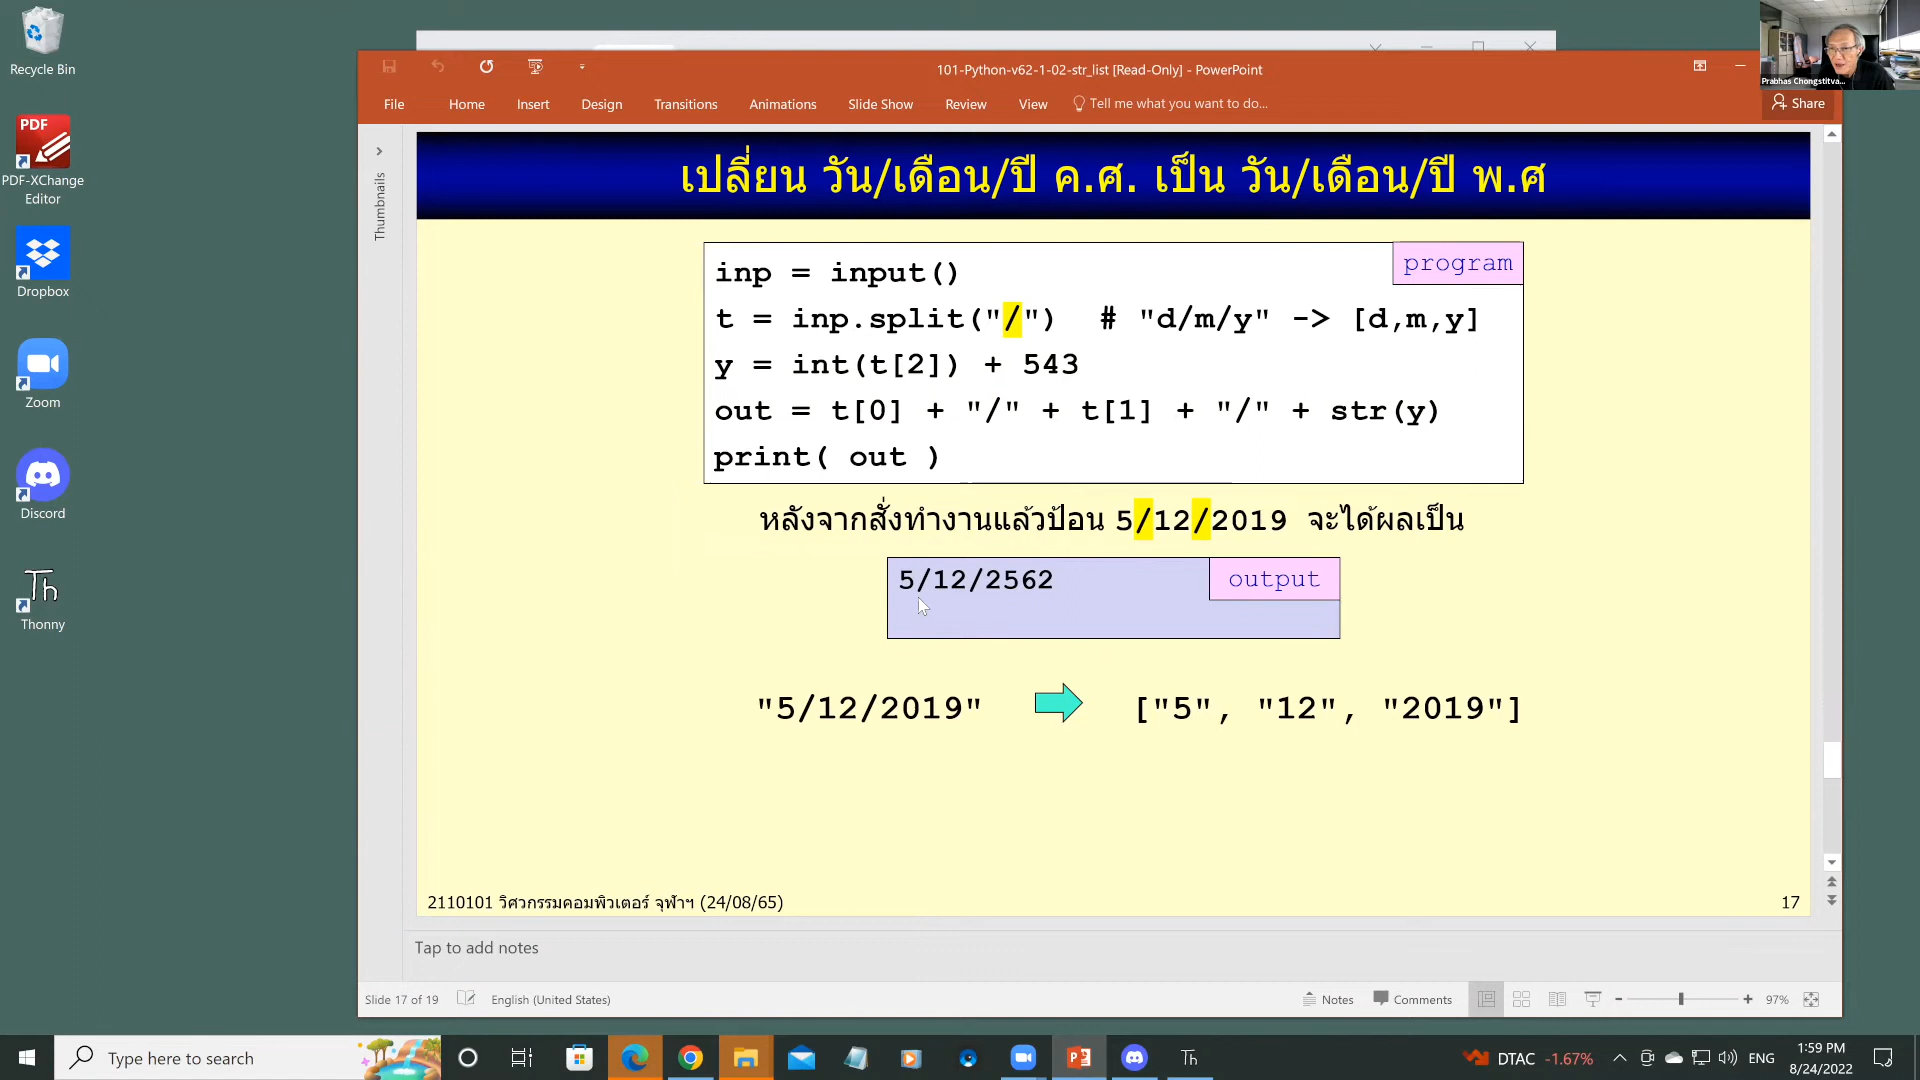 Recycle Bin
PDF
PDF-XChange
Editor
Dropbox
Zoom
Discord
Th
Thonny
101-Python-v62-1-02-str_list [Read-Only] - PowerPoint
Prabhas Chongstitva...
File Home Insert Design Transitions Animations Slide Show Review View Tell me what you want to do... Share
Thumbnails
เปลี่ยน วัน/เดือน/ปี ค.ศ. เป็น วัน/เดือน/ปี พ.ศ
program
inp = input()
t = inp.split("/") # "d/m/y" -> [d,m,y]
y = int(t[2]) + 543
out = t[0] + "/" + t[1] + "/" + str(y)
print( out )
หลังจากสั่งทำงานแล้วป้อน 5/12/2019 จะได้ผลเป็น
5/12/2562
output
"5/12/2019" ["5", "12", "2019"]
2110101 วิศวกรรมคอมพิวเตอร์ จุฬาฯ (24/08/65) 17
Tap to add notes
Slide 17 of 19 English (United States) Notes Comments 97%
Type here to search
Th
DTAC -1.67% ENG
1:59 PM
8/24/2022